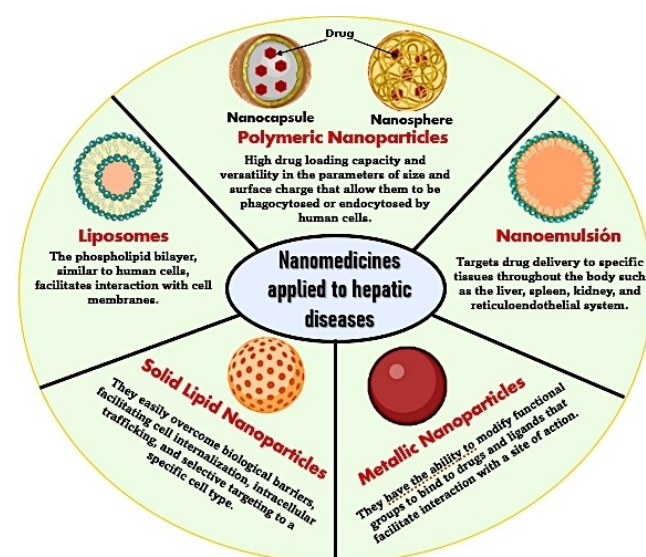 Drug
Nanocapsule
Nanosphere
Polymeric Nanoparticles
High drug loading capacity and
versatility in the parameters of size and
surface charge that allow them to be
phagocytosed or endocytosed by
human cells.
Liposomes
The phospholipid bilayer,
similar to human cells,
facilitates interaction with cell
membranes.
Nanoemulsión
Targets drug delivery to specific
tissues throughout the body such
as the liver, spleen, kidney, and
reticuloendothelial system.
Nanomedicines
applied to hepatic
diseases
Solid Lipid Nanoparticles
They easily overcome biological barriers,
facilitating cell internalization, intracellular
trafficking, and selective targeting to a
specific cell type.
Metallic Nanoparticles
They have the ability to modify functional
groups to bind to drugs and ligands that
facilitate interaction with a site of action.